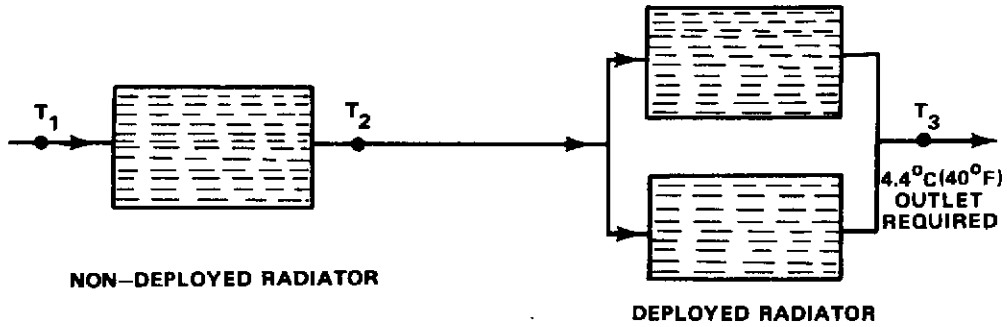 T1
T2
T3
4.4°C(40°F)
OUTLET
REQUIRED
NON–DEPLOYED RADIATOR
DEPLOYED RADIATOR